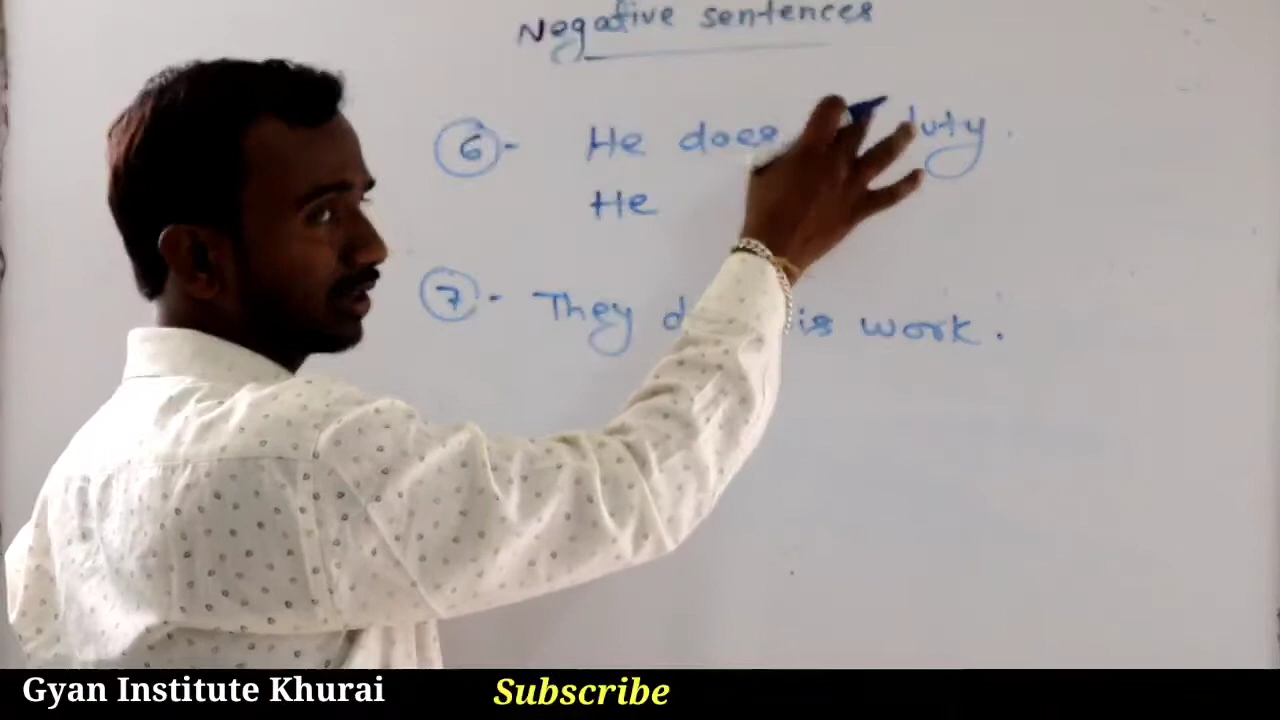 Negative sentences
6 - He does duty.
He
7 - They work.
Gyan Institute Khurai
Subscribe